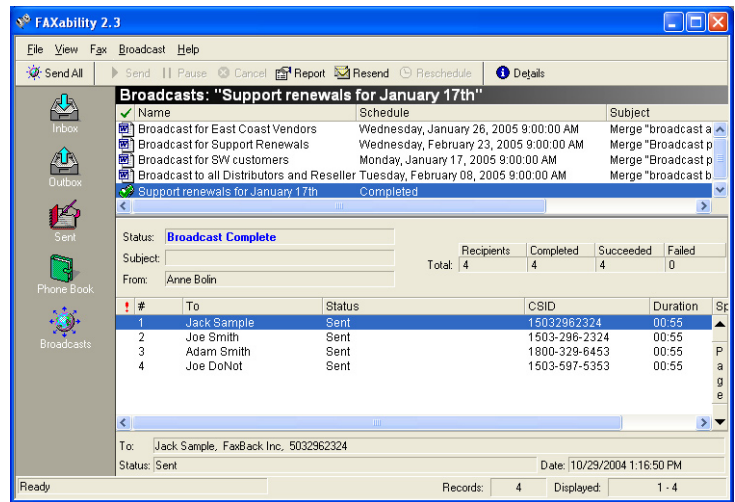 FAXability 2.3
File View Fax Broadcast Help
Send All Send Pause Cancel Report Resend Reschedule Details
Inbox
Outbox
Sent
Phone Book
Broadcasts
Broadcasts: "Support renewals for January 17th"
Name Schedule Subject
Broadcast for East Coast Vendors Wednesday, January 26, 2005 9:00:00 AM Merge "broadcast a
Broadcast for Support Renewals Wednesday, February 23, 2005 9:00:00 AM Merge "Broadcast p
Broadcast for SW customers Monday, January 17, 2005 9:00:00 AM Merge "Broadcast p
Broadcast to all Distributors and Reseller Tuesday, February 08, 2005 9:00:00 AM Merge "broadcast b
Support renewals for January 17th Completed
Status: Broadcast Complete
Subject:
From: Anne Bolin
Recipients Completed Succeeded Failed
Total: 4 4 4 0
! # To Status CSID Duration Sp
1 Jack Sample Sent 15032962324 00:55
2 Joe Smith Sent 1503-296-2324 00:55
3 Adam Smith Sent 1800-329-6453 00:55
4 Joe DoNot Sent 1503-597-5353 00:55
Page
To: Jack Sample, FaxBack Inc, 5032962324
Status: Sent Date: 10/29/2004 1:16:50 PM
Ready Records: 4 Displayed: 1 - 4